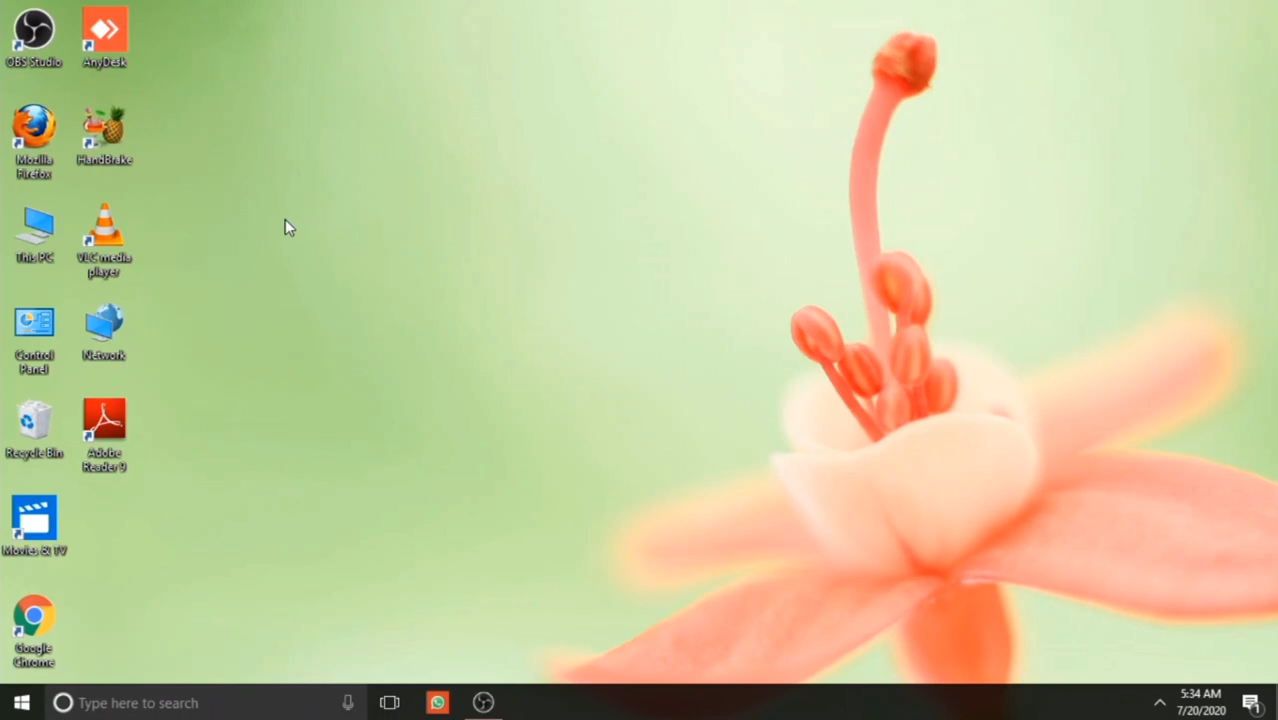 OBS Studio
AnyDesk
Mozilla
Firefox
HandBrake
This PC
VLC media
player
Control
Panel
Network
Recycle Bin
Adobe
Reader 9
Movies & TV
Google
Chrome
Type here to search
5:34 AM
7/20/2020
1